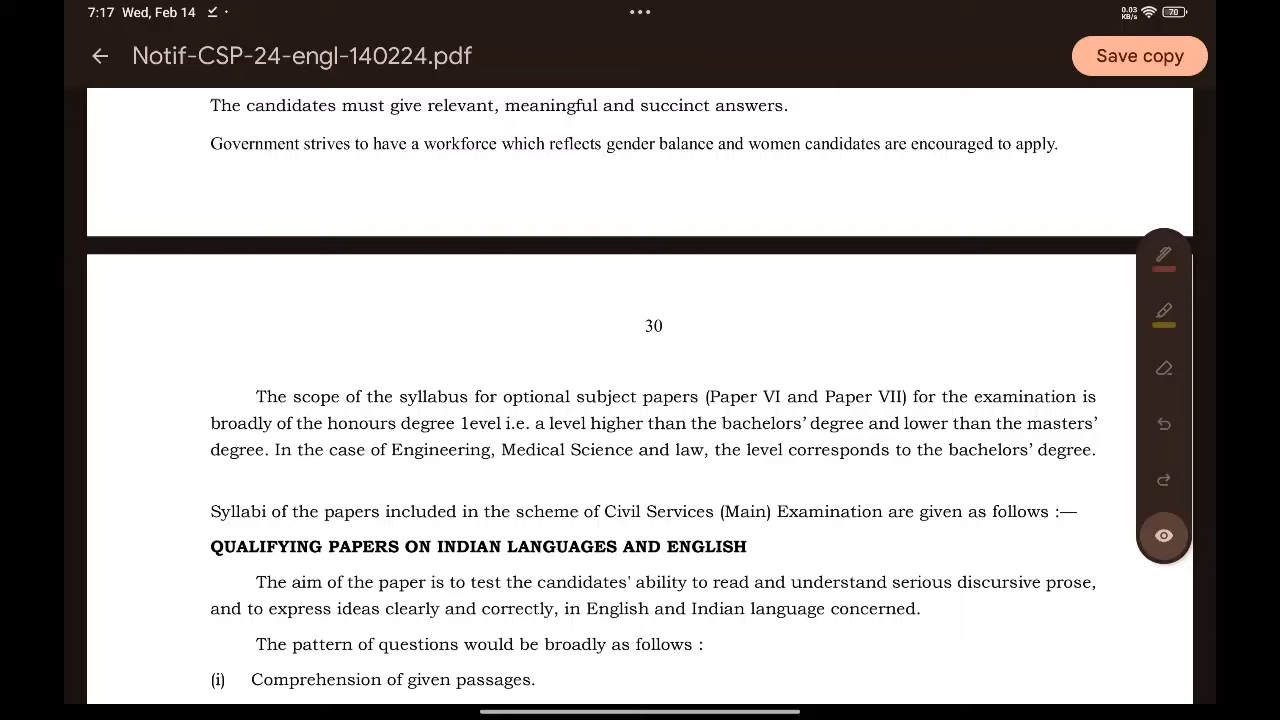 7:17 Wed, Feb 14
0.03 KB/s 70
Notif-CSP-24-engl-140224.pdf
Save copy
The candidates must give relevant, meaningful and succinct answers.
Government strives to have a workforce which reflects gender balance and women candidates are encouraged to apply.
30
The scope of the syllabus for optional subject papers (Paper VI and Paper VII) for the examination is
broadly of the honours degree 1evel i.e. a level higher than the bachelors’ degree and lower than the masters’
degree. In the case of Engineering, Medical Science and law, the level corresponds to the bachelors’ degree.
Syllabi of the papers included in the scheme of Civil Services (Main) Examination are given as follows :—
QUALIFYING PAPERS ON INDIAN LANGUAGES AND ENGLISH
The aim of the paper is to test the candidates' ability to read and understand serious discursive prose,
and to express ideas clearly and correctly, in English and Indian language concerned.
The pattern of questions would be broadly as follows :
(i) Comprehension of given passages.